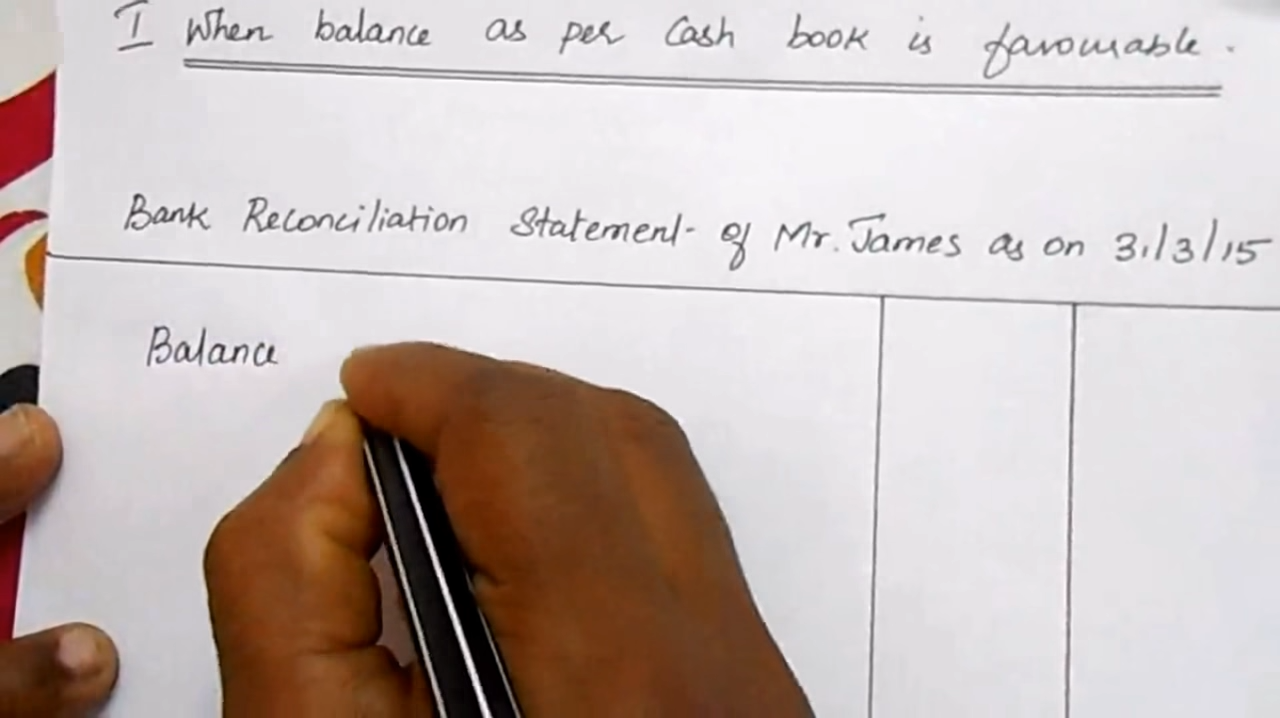 I When balance as per Cash book is favourable.
Bank Reconciliation Statement of Mr. James as on 31/3/15
Balance